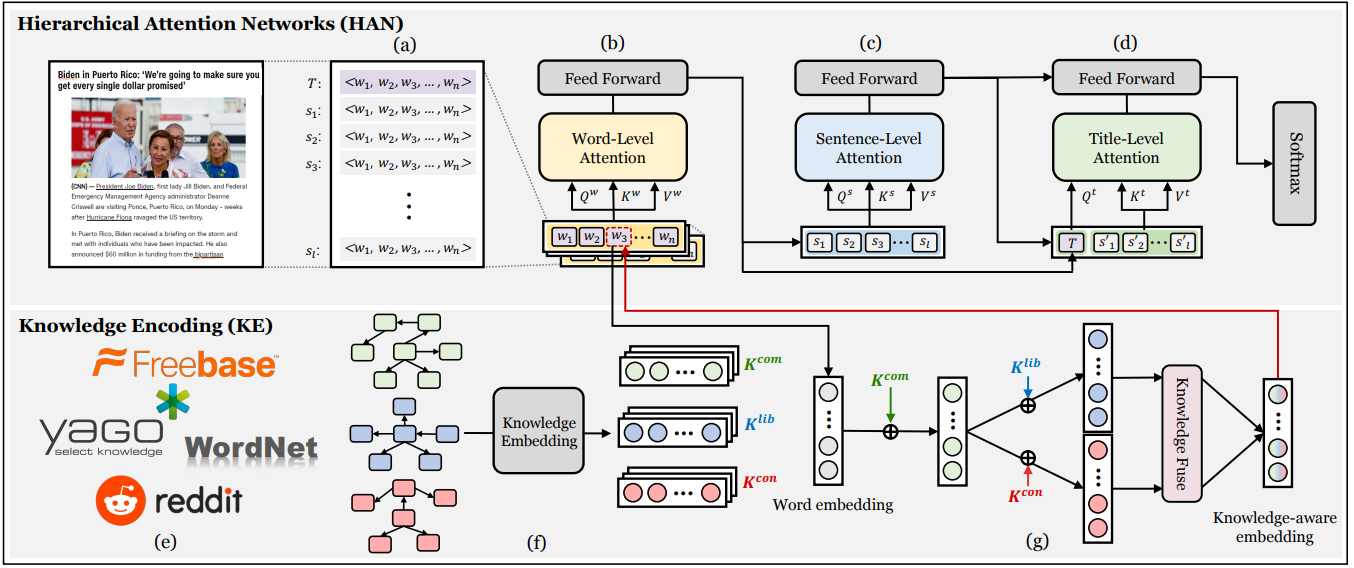 Hierarchical Attention Networks (HAN)
(a)
(b)
(c)
(d)
Biden in Puerto Rico: 'We're going to make sure you
get every single dollar promised'
(CNN) — President Joe Biden, first lady Jill Biden, and Federal
Emergency Management Agency administrator Deanne
Criswell are visiting Ponce, Puerto Rico, on Monday – weeks
after Hurricane Fiona ravaged the US territory.
In Puerto Rico, Biden received a briefing on the storm and
met with individuals who have been impacted. He also
announced $60 million in funding from the bipartisan
T: <w₁, w₂, w₃, ... , wₙ>
s₁: <w₁, w₂, w₃, ... , wₙ>
s₂: <w₁, w₂, w₃, ... , wₙ>
s₃: <w₁, w₂, w₃, ... , wₙ>
sₗ: <w₁, w₂, w₃, ... , wₙ>
Feed Forward
Word-Level
Attention
Qʷ Kʷ Vʷ
w₁ w₂ w₃ ... wₙ
Feed Forward
Sentence-Level
Attention
Qˢ Kˢ Vˢ
s₁ s₂ s₃ ... sₗ
Feed Forward
Title-Level
Attention
Qᵗ Kᵗ Vᵗ
T s'₁ s'₂ ... s'ₗ
Softmax
Knowledge Encoding (KE)
Freebase™
yago
select knowledge
WordNet
reddit
(e)
Knowledge
Embedding
(f)
Kᶜᵒᵐ
Kˡⁱᵇ
Kᶜᵒⁿ
Word embedding
Kᶜᵒᵐ
Kˡⁱᵇ
Kᶜᵒⁿ
(g)
Knowledge Fuse
Knowledge-aware
embedding